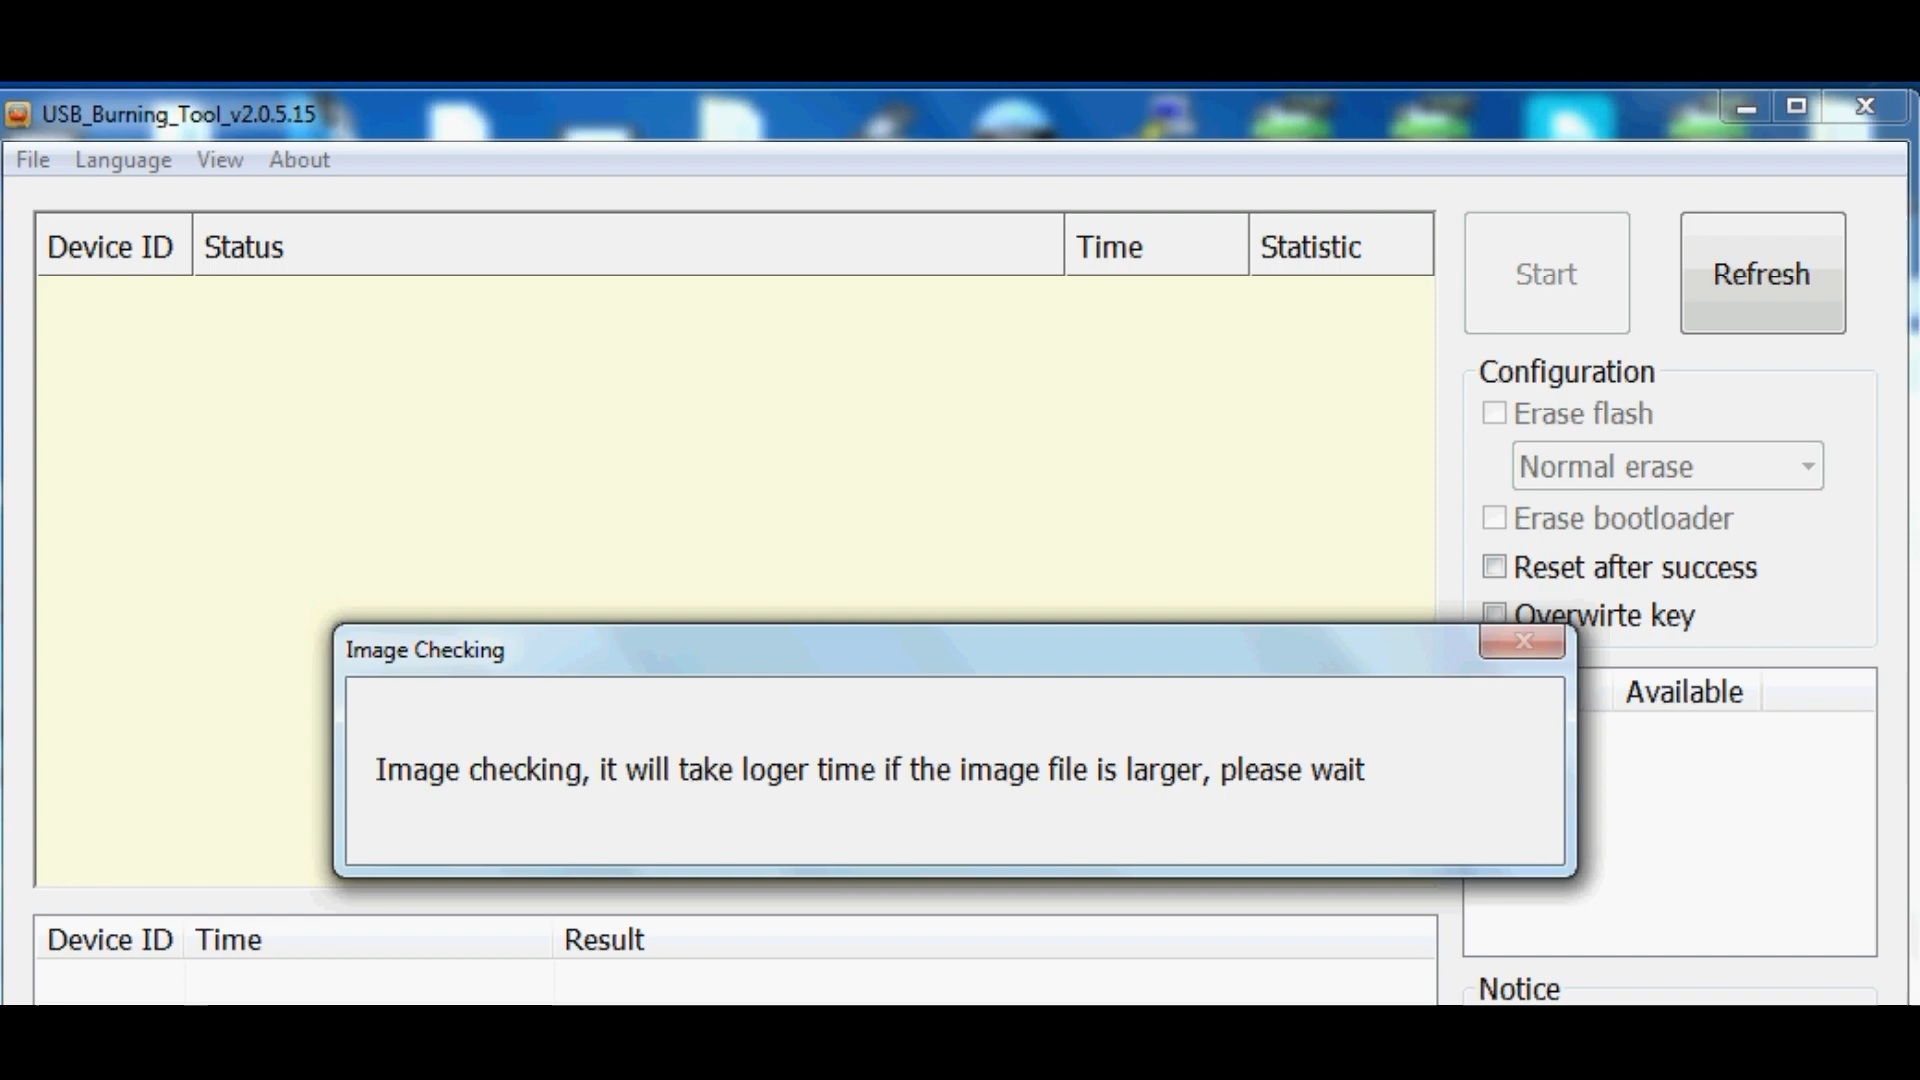 USB_Burning_Tool_v2.0.5.15
File Language View About
Device ID Status Time Statistic
Start Refresh
Configuration
Erase flash
Normal erase
Erase bootloader
Reset after success
Overwirte key
Image Checking
Available
Image checking, it will take loger time if the image file is larger, please wait
Device ID Time Result
Notice